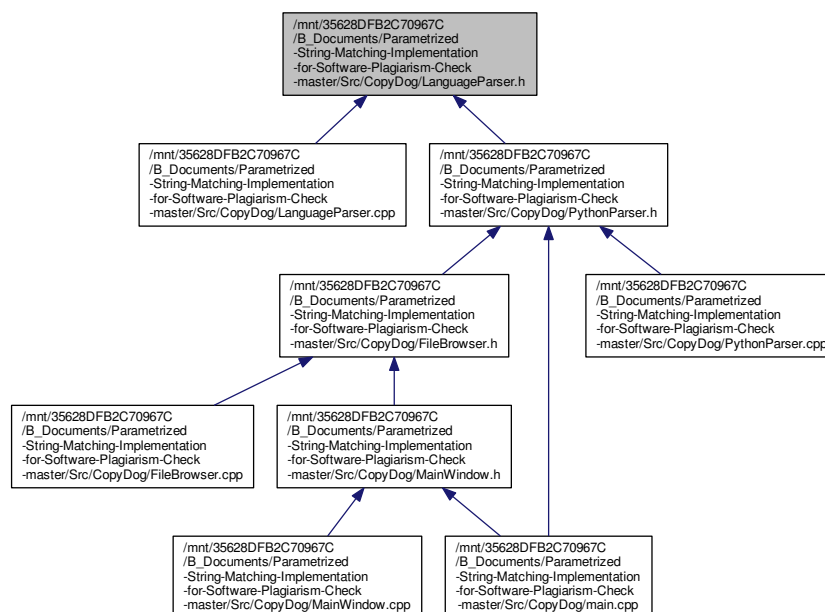 /mnt/35628DFB2C70967C
/B_Documents/Parametrized
-String-Matching-Implementation
-for-Software-Plagiarism-Check
-master/Src/CopyDog/LanguageParser.h
/mnt/35628DFB2C70967C
/B_Documents/Parametrized
-String-Matching-Implementation
-for-Software-Plagiarism-Check
-master/Src/CopyDog/LanguageParser.cpp
/mnt/35628DFB2C70967C
/B_Documents/Parametrized
-String-Matching-Implementation
-for-Software-Plagiarism-Check
-master/Src/CopyDog/PythonParser.h
/mnt/35628DFB2C70967C
/B_Documents/Parametrized
-String-Matching-Implementation
-for-Software-Plagiarism-Check
-master/Src/CopyDog/FileBrowser.h
/mnt/35628DFB2C70967C
/B_Documents/Parametrized
-String-Matching-Implementation
-for-Software-Plagiarism-Check
-master/Src/CopyDog/PythonParser.cpp
/mnt/35628DFB2C70967C
/B_Documents/Parametrized
-String-Matching-Implementation
-for-Software-Plagiarism-Check
-master/Src/CopyDog/FileBrowser.cpp
/mnt/35628DFB2C70967C
/B_Documents/Parametrized
-String-Matching-Implementation
-for-Software-Plagiarism-Check
-master/Src/CopyDog/MainWindow.h
/mnt/35628DFB2C70967C
/B_Documents/Parametrized
-String-Matching-Implementation
-for-Software-Plagiarism-Check
-master/Src/CopyDog/MainWindow.cpp
/mnt/35628DFB2C70967C
/B_Documents/Parametrized
-String-Matching-Implementation
-for-Software-Plagiarism-Check
-master/Src/CopyDog/main.cpp